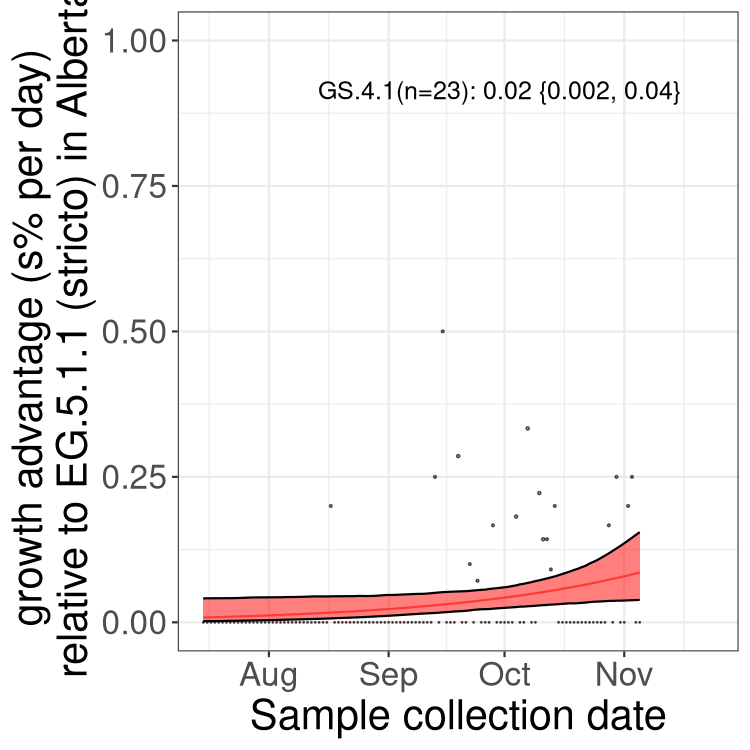 growth advantage (s% per day)
relative to EG.5.1.1 (stricto) in Alberta
1.00
0.75
0.50
0.25
0.00
GS.4.1(n=23): 0.02 {0.002, 0.04}
Aug Sep Oct Nov
Sample collection date